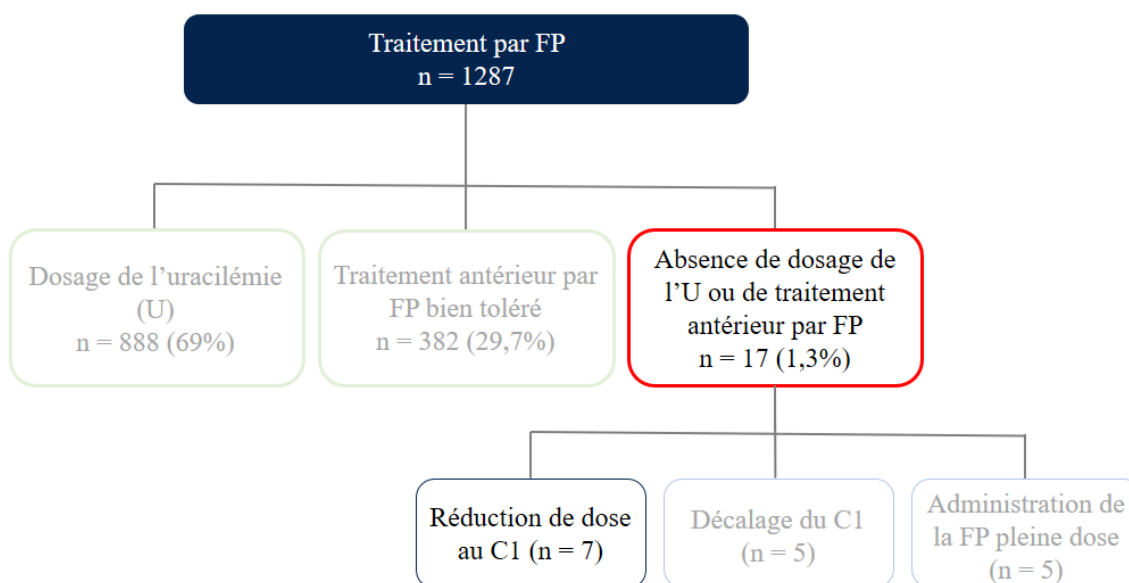 Traitement par FP
n = 1287
Dosage de l’uracilémie
(U)
n = 888 (69%)
Traitement antérieur par
FP bien toléré
n = 382 (29,7%)
Absence de dosage de
l’U ou de traitement
antérieur par FP
n = 17 (1,3%)
Réduction de dose
au C1 (n = 7)
Décalage du C1
(n = 5)
Administration de
la FP pleine dose
(n = 5)